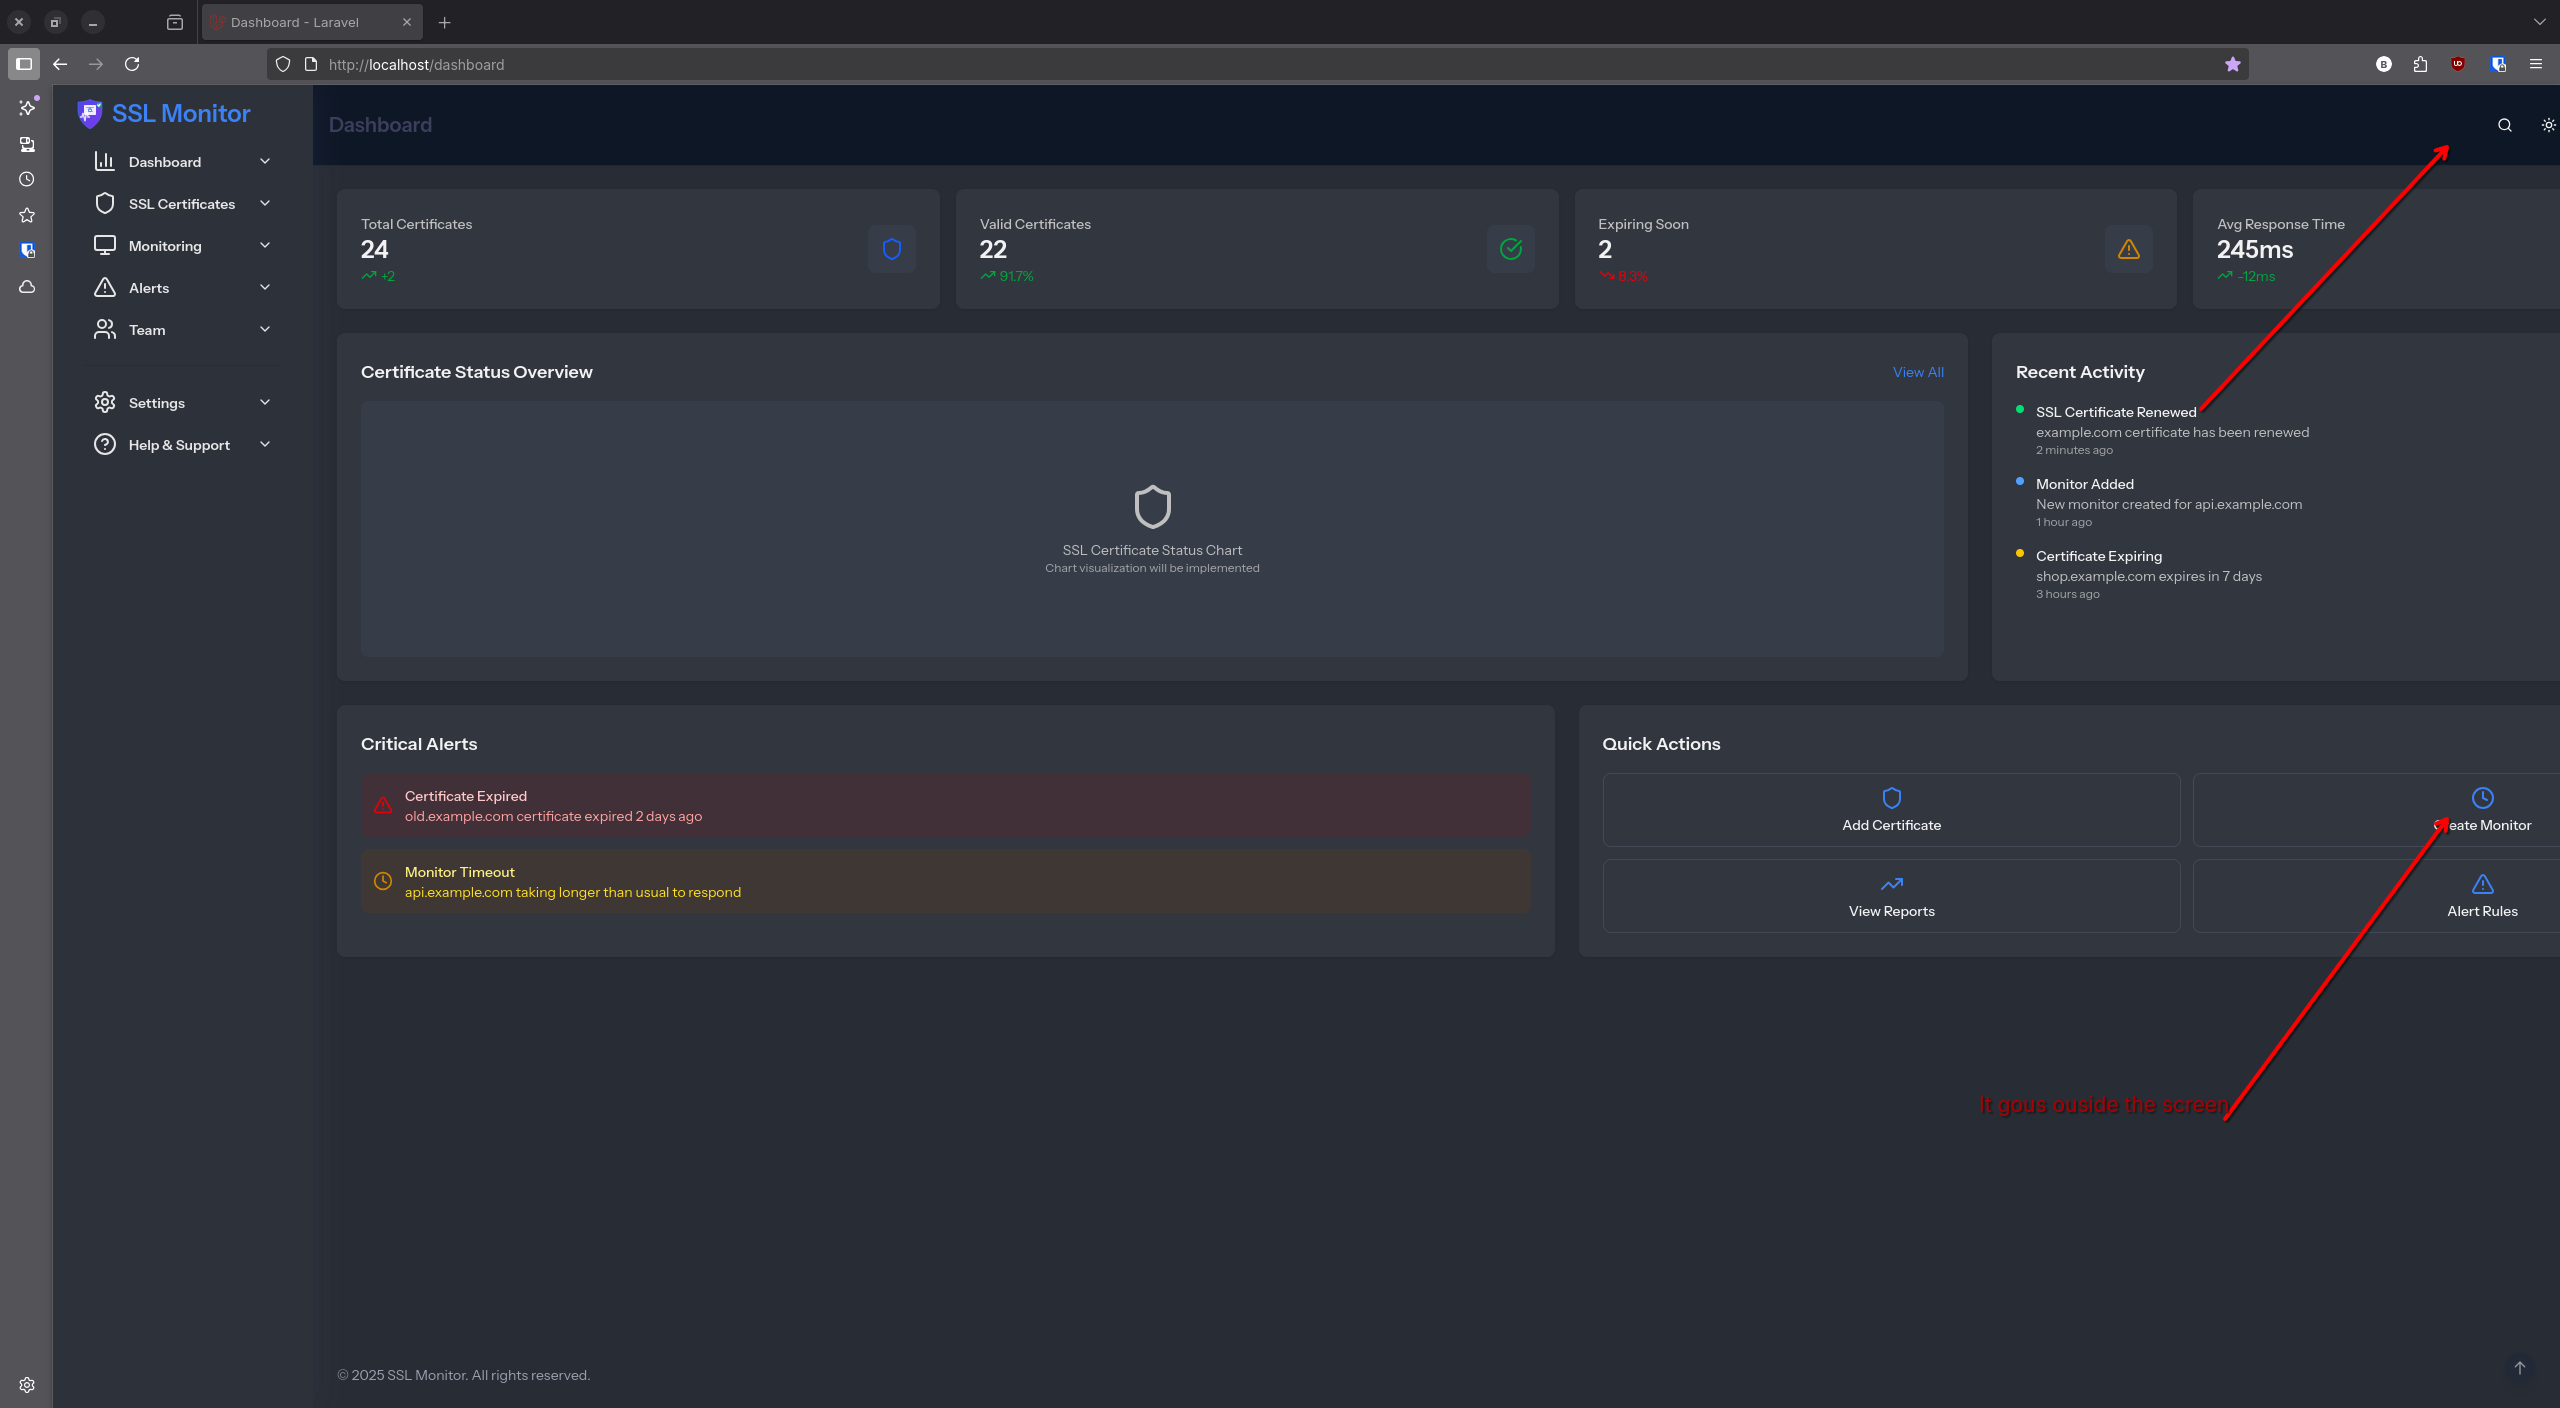 Dashboard - Laravel
http://localhost/dashboard
SSL Monitor
Dashboard
SSL Certificates
Monitoring
Alerts
Team
Settings
Help & Support
Dashboard
Total Certificates
24
+2
Valid Certificates
22
91.7%
Expiring Soon
2
8.3%
Avg Response Time
245ms
-12ms
Certificate Status Overview
View All
SSL Certificate Status Chart
Chart visualization will be implemented
Recent Activity
SSL Certificate Renewed
example.com certificate has been renewed
2 minutes ago
Monitor Added
New monitor created for api.example.com
1 hour ago
Certificate Expiring
shop.example.com expires in 7 days
3 hours ago
Critical Alerts
Certificate Expired
old.example.com certificate expired 2 days ago
Monitor Timeout
api.example.com taking longer than usual to respond
Quick Actions
Add Certificate
Create Monitor
View Reports
Alert Rules
It gous ouside the screen
© 2025 SSL Monitor. All rights reserved.